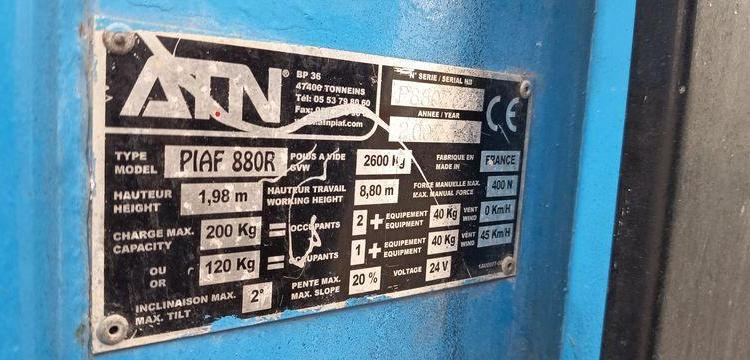 ATN®
BP 36
47400 TONNEINS
Tél: 05 53 79 80 60
Fax:
N° SERIE / SERIAL NB
ANNÉE / YEAR
CE
TYPE
MODEL
PIAF 880R
POIDS A VIDE
GVW
2600 Kg
FABRIQUE EN
MADE IN
FRANCE
HAUTEUR
HEIGHT
1,98 m
HAUTEUR TRAVAIL
WORKING HEIGHT
8,80 m
FORCE MANUELLE MAX.
MAX. MANUAL FORCE
400 N
CHARGE MAX.
CAPACITY
200 Kg = OCCUPANTS 2 + EQUIPEMENT
EQUIPMENT
40 Kg
VENT
WIND
0 Km/H
OU
OR
120 Kg = OCCUPANTS 1 + EQUIPEMENT
EQUIPMENT
40 Kg
VENT
WIND
45 Km/H
INCLINAISON MAX.
MAX. TILT
2°
PENTE MAX.
MAX. SLOPE
20 %
VOLTAGE
24 V